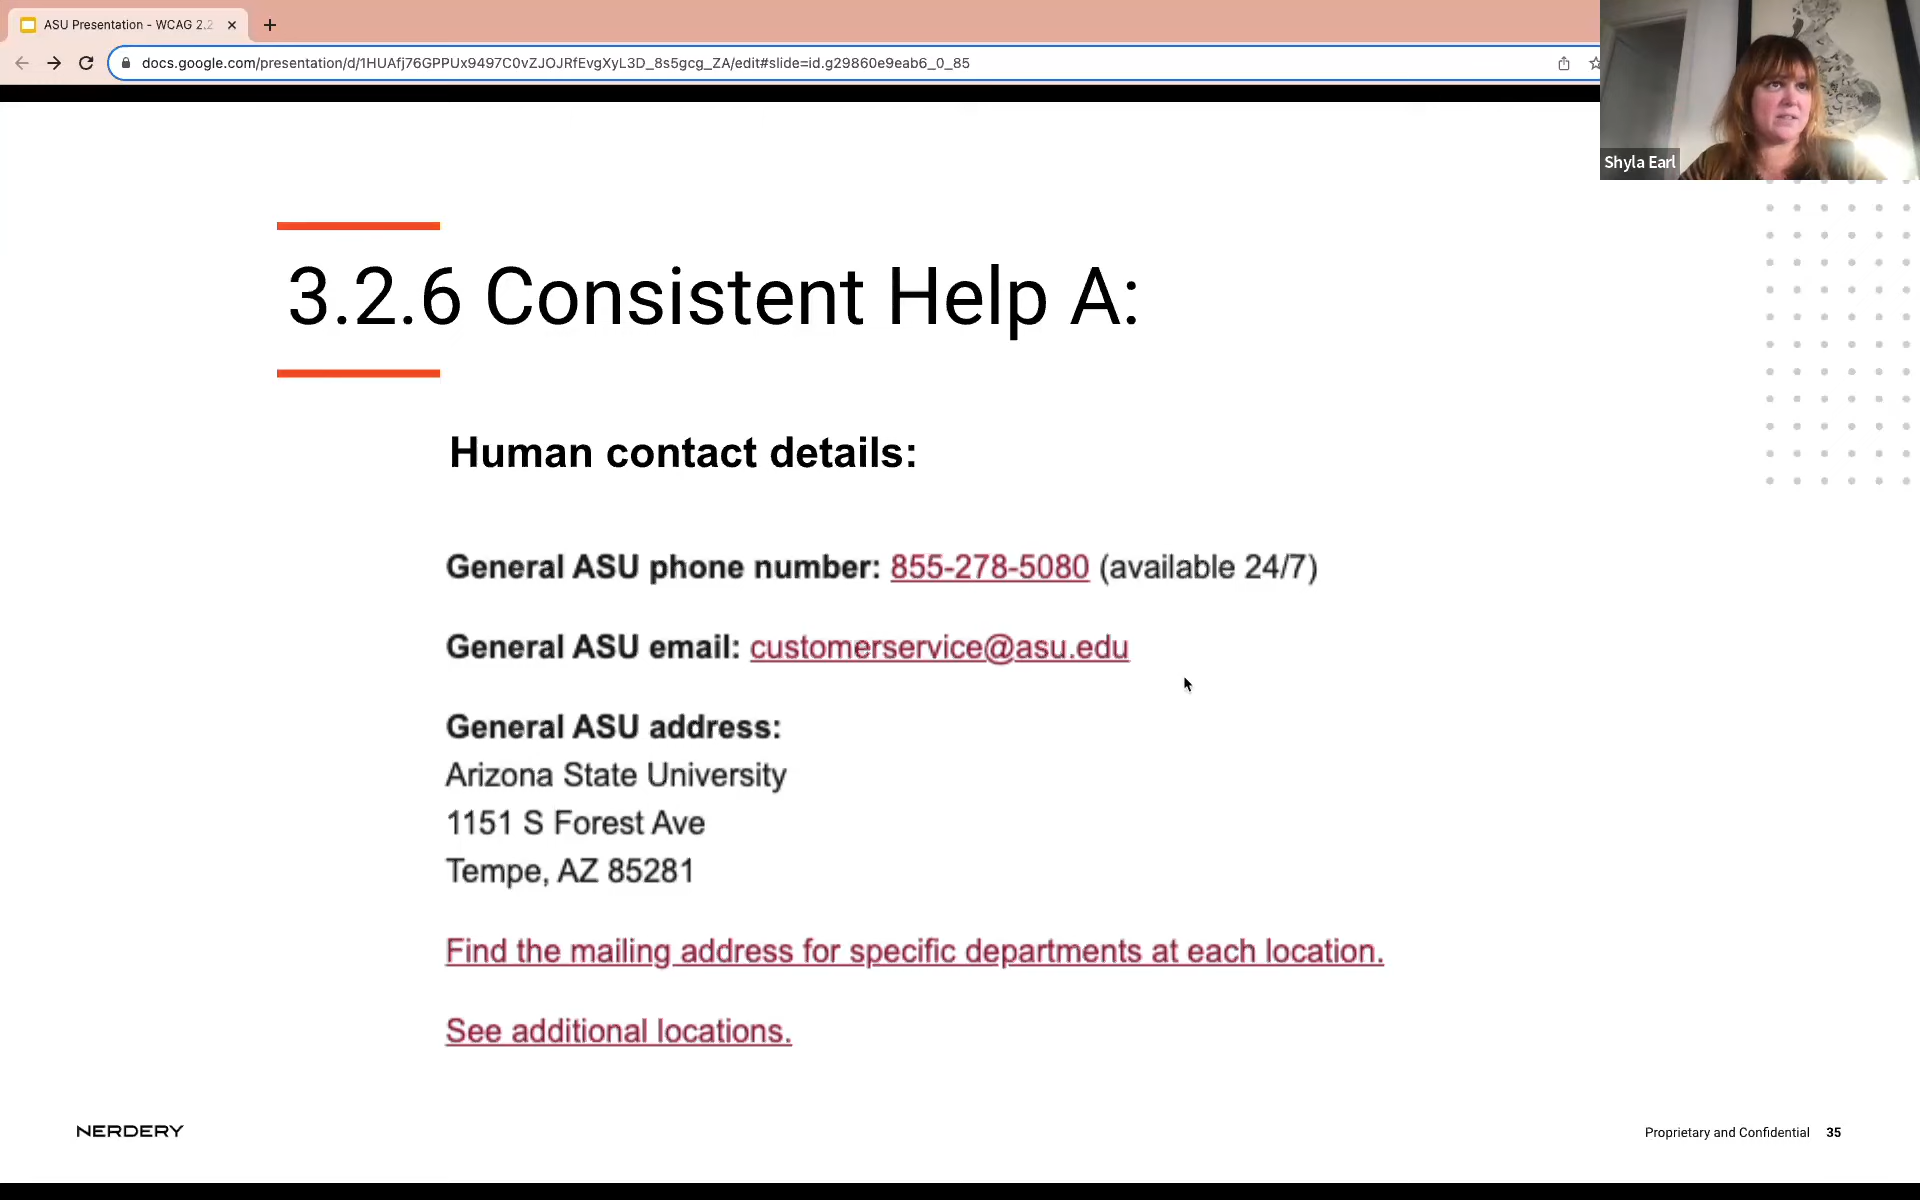 ASU Presentation - WCAG 2.2
docs.google.com/presentation/d/1HUAfj76GPPUx9497C0vZJOJRfEvgXyL3D_8s5gcg_ZA/edit#slide=id.g29860e9eab6_0_85
Shyla Earl
3.2.6 Consistent Help A:
Human contact details:
General ASU phone number: 855-278-5080 (available 24/7)
General ASU email: customerservice@asu.edu
General ASU address:
Arizona State University
1151 S Forest Ave
Tempe, AZ 85281
Find the mailing address for specific departments at each location.
See additional locations.
NERDERY
Proprietary and Confidential 35